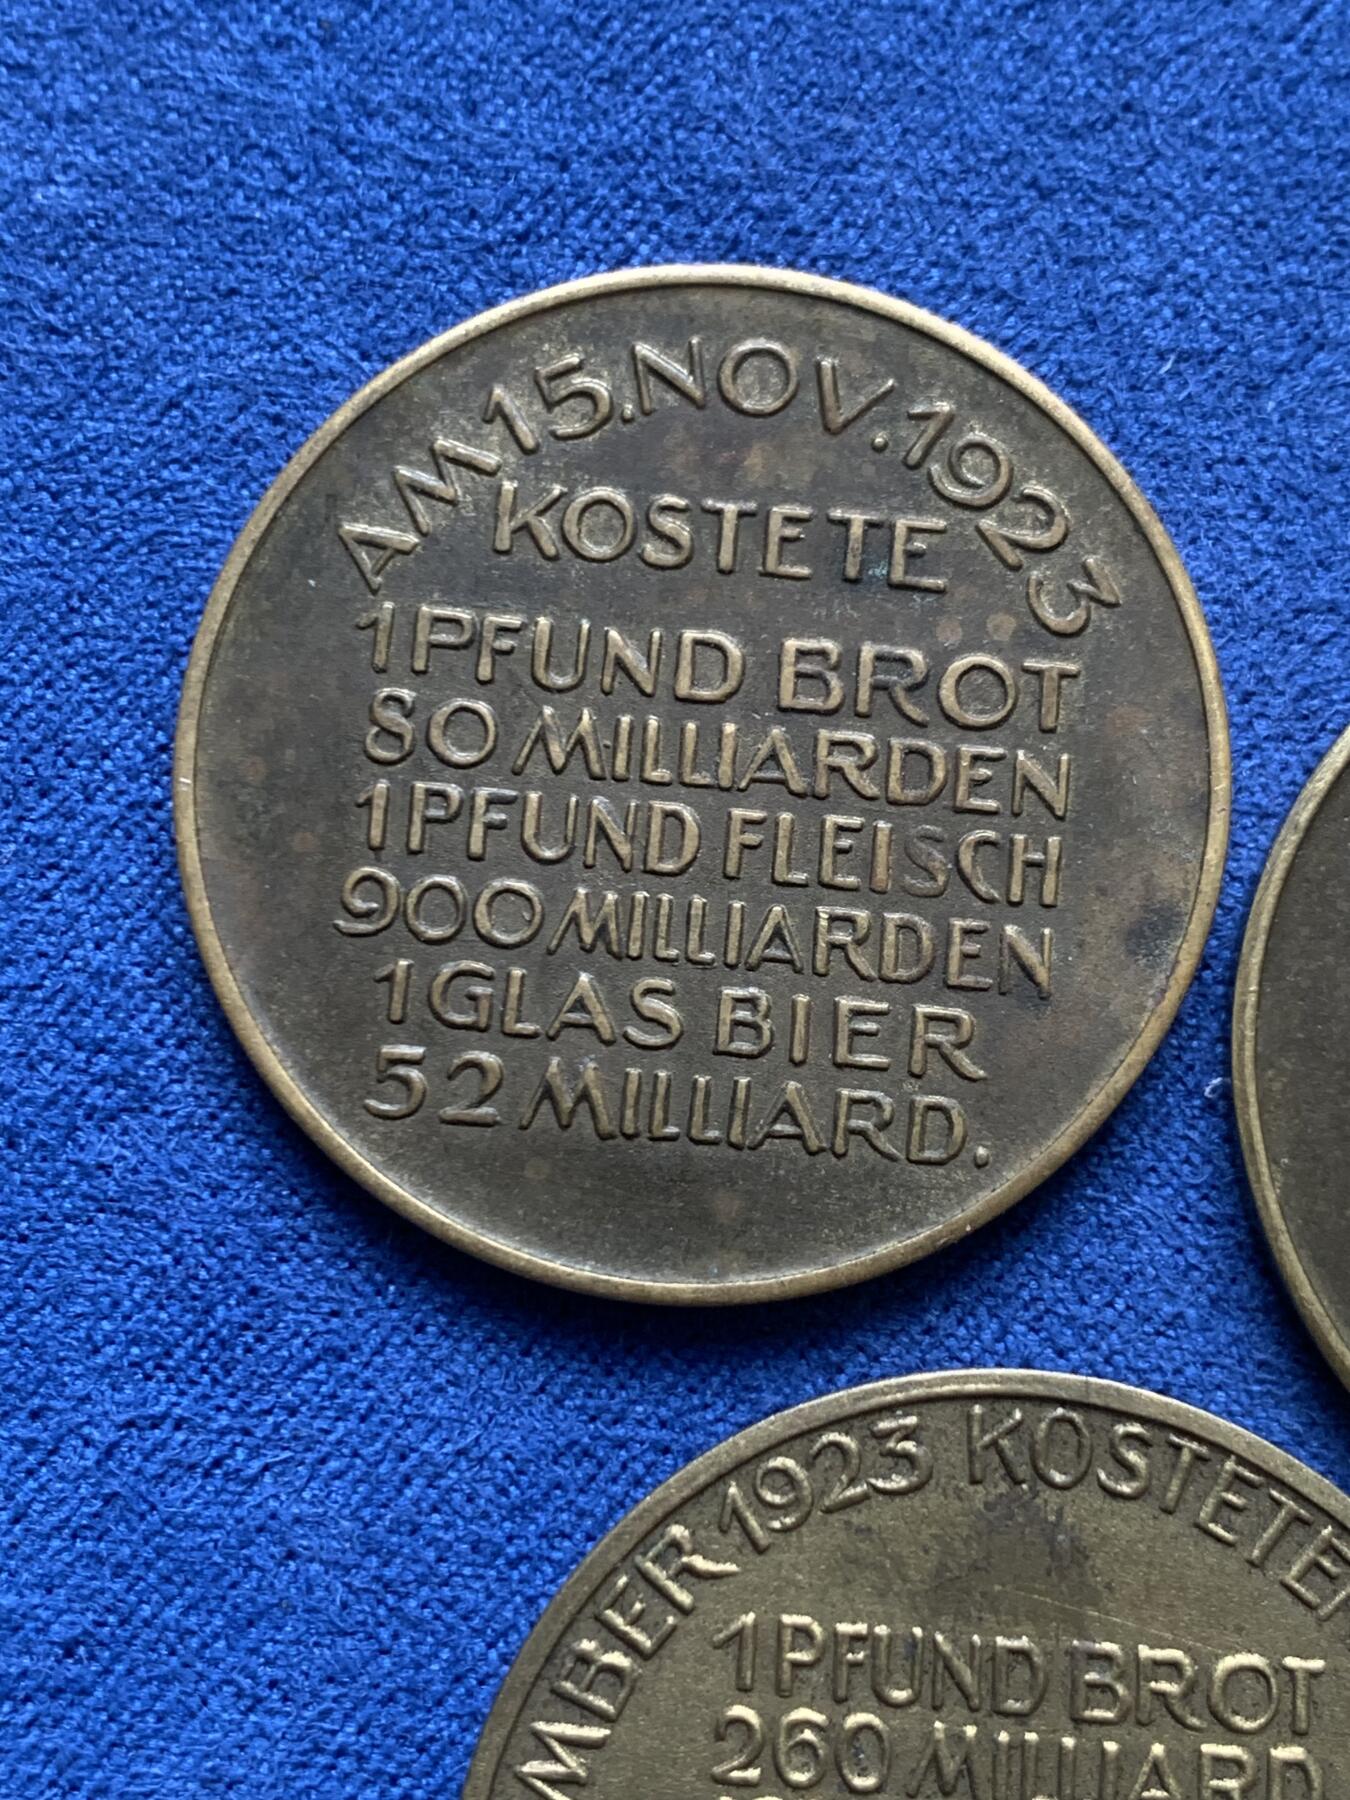 AM 15. NOV. 1923
KOSTETE
1 PFUND BROT
80 MILLIARDEN
1 PFUND FLEISCH
900 MILLIARDEN
1 GLAS BIER
52 MILLIARD.
MBER 1923 KOSTETE
1 PFUND BROT
260 MILLIARD